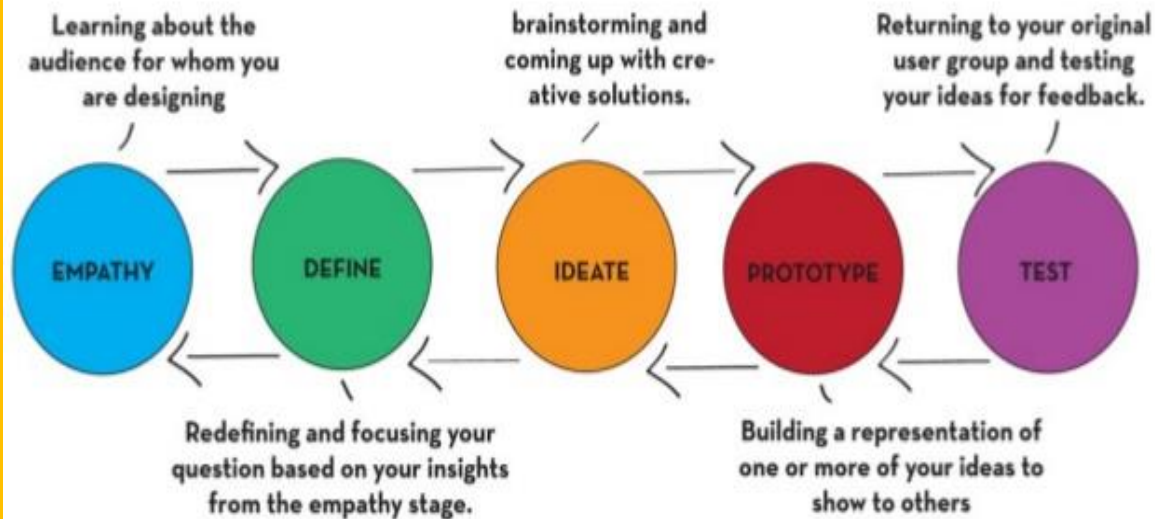 Learning about the
audience for whom you
are designing
brainstorming and
coming up with cre-
ative solutions.
Returning to your original
user group and testing
your ideas for feedback.
EMPATHY
DEFINE
IDEATE
PROTOTYPE
TEST
Redefining and focusing your
question based on your insights
from the empathy stage.
Building a representation of
one or more of your ideas to
show to others